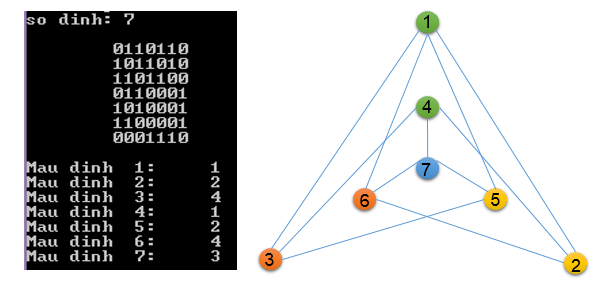 so dinh: 7
0110110
1011010
1101100
0110001
1010001
1100001
0001110
Mau dinh 1: 1
Mau dinh 2: 2
Mau dinh 3: 4
Mau dinh 4: 1
Mau dinh 5: 2
Mau dinh 6: 4
Mau dinh 7: 3
1
4
7
6
5
3
2